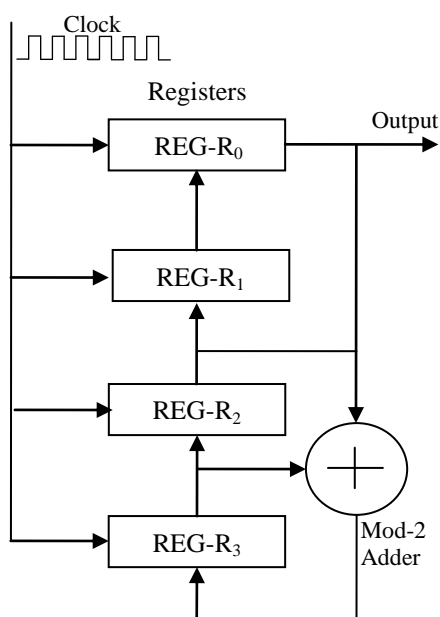 Clock
Registers
Output
REG-R₀
REG-R₁
REG-R₂
REG-R₃
Mod-2
Adder